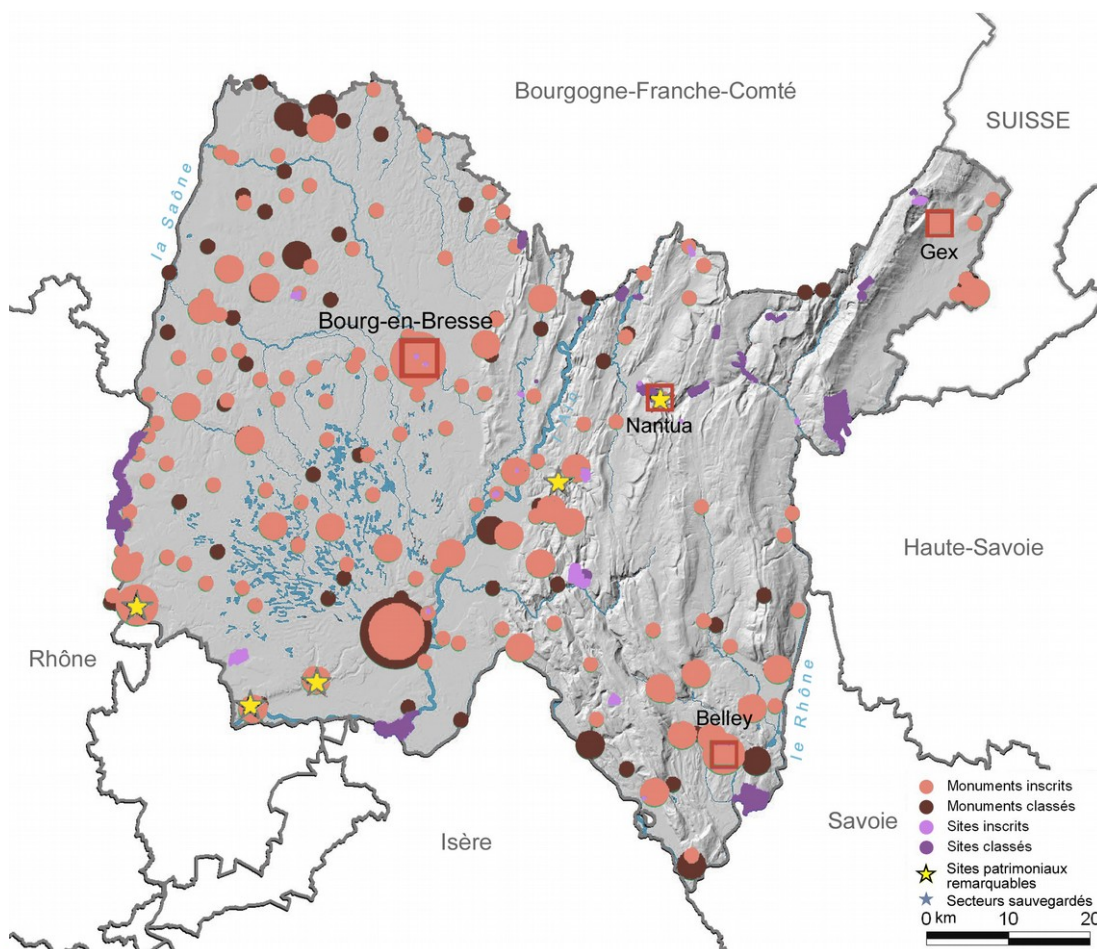 Bourgogne-Franche-Comté
SUISSE
la Saône
Gex
Bourg-en-Bresse
l'Ain
Nantua
Haute-Savoie
Rhône
le Rhône
Belley
Savoie
Isère
Monuments inscrits
Monuments classés
Sites inscrits
Sites classés
Sites patrimoniaux
remarquables
Secteurs sauvegardés
0 km 10 20